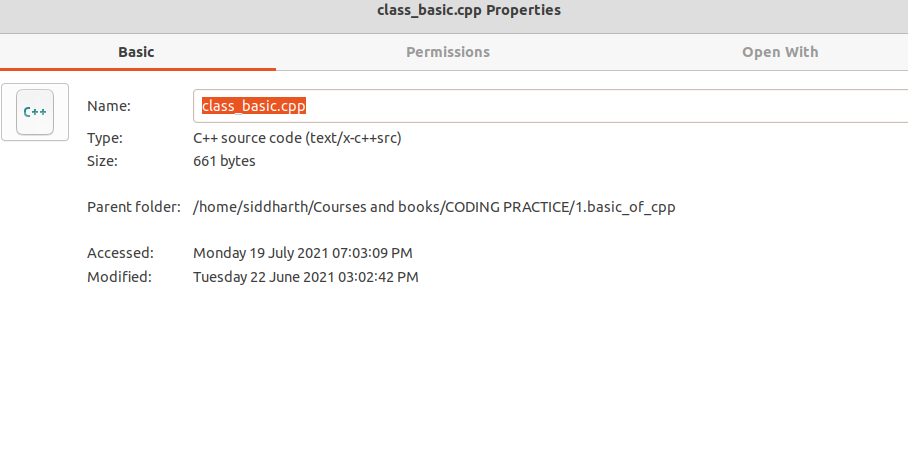 class_basic.cpp Properties
Basic Permissions Open With
C++
Name: class_basic.cpp
Type: C++ source code (text/x-c++src)
Size: 661 bytes
Parent folder: /home/siddharth/Courses and books/CODING PRACTICE/1.basic_of_cpp
Accessed: Monday 19 July 2021 07:03:09 PM
Modified: Tuesday 22 June 2021 03:02:42 PM